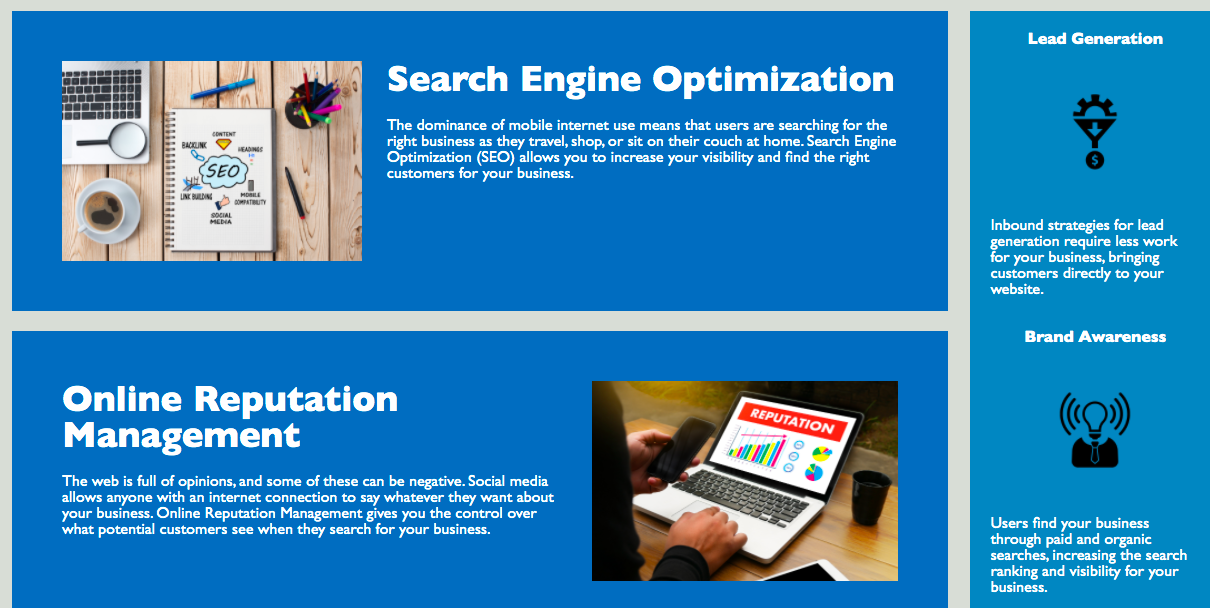 Search Engine Optimization
The dominance of mobile internet use means that users are searching for the
right business as they travel, shop, or sit on their couch at home. Search Engine
Optimization (SEO) allows you to increase your visibility and find the right
customers for your business.
CONTENT
BACKLINK
HEADINGS
SEO
LINK BUILDING
MOBILE
COMPATIBILITY
SOCIAL
MEDIA
Online Reputation
Management
The web is full of opinions, and some of these can be negative. Social media
allows anyone with an internet connection to say whatever they want about
your business. Online Reputation Management gives you the control over
what potential customers see when they search for your business.
REPUTATION
Lead Generation
$
Inbound strategies for lead
generation require less work
for your business, bringing
customers directly to your
website.
Brand Awareness
Users find your business
through paid and organic
searches, increasing the search
ranking and visibility for your
business.